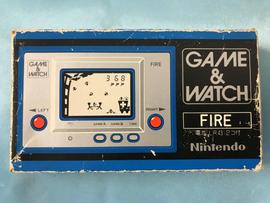 GAME
&
WATCH
FIRE
368
◀ LEFT
RIGHT ▶
GAME A
GAME B
TIME
GAME
&
WATCH
FIRE
Nintendo